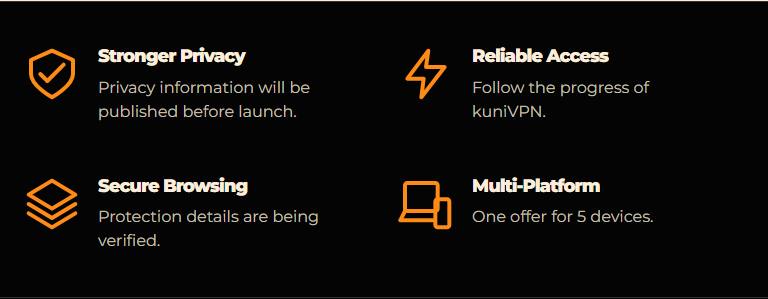 Stronger Privacy
Privacy information will be
published before launch.
Reliable Access
Follow the progress of
kuniVPN.
Secure Browsing
Protection details are being
verified.
Multi-Platform
One offer for 5 devices.